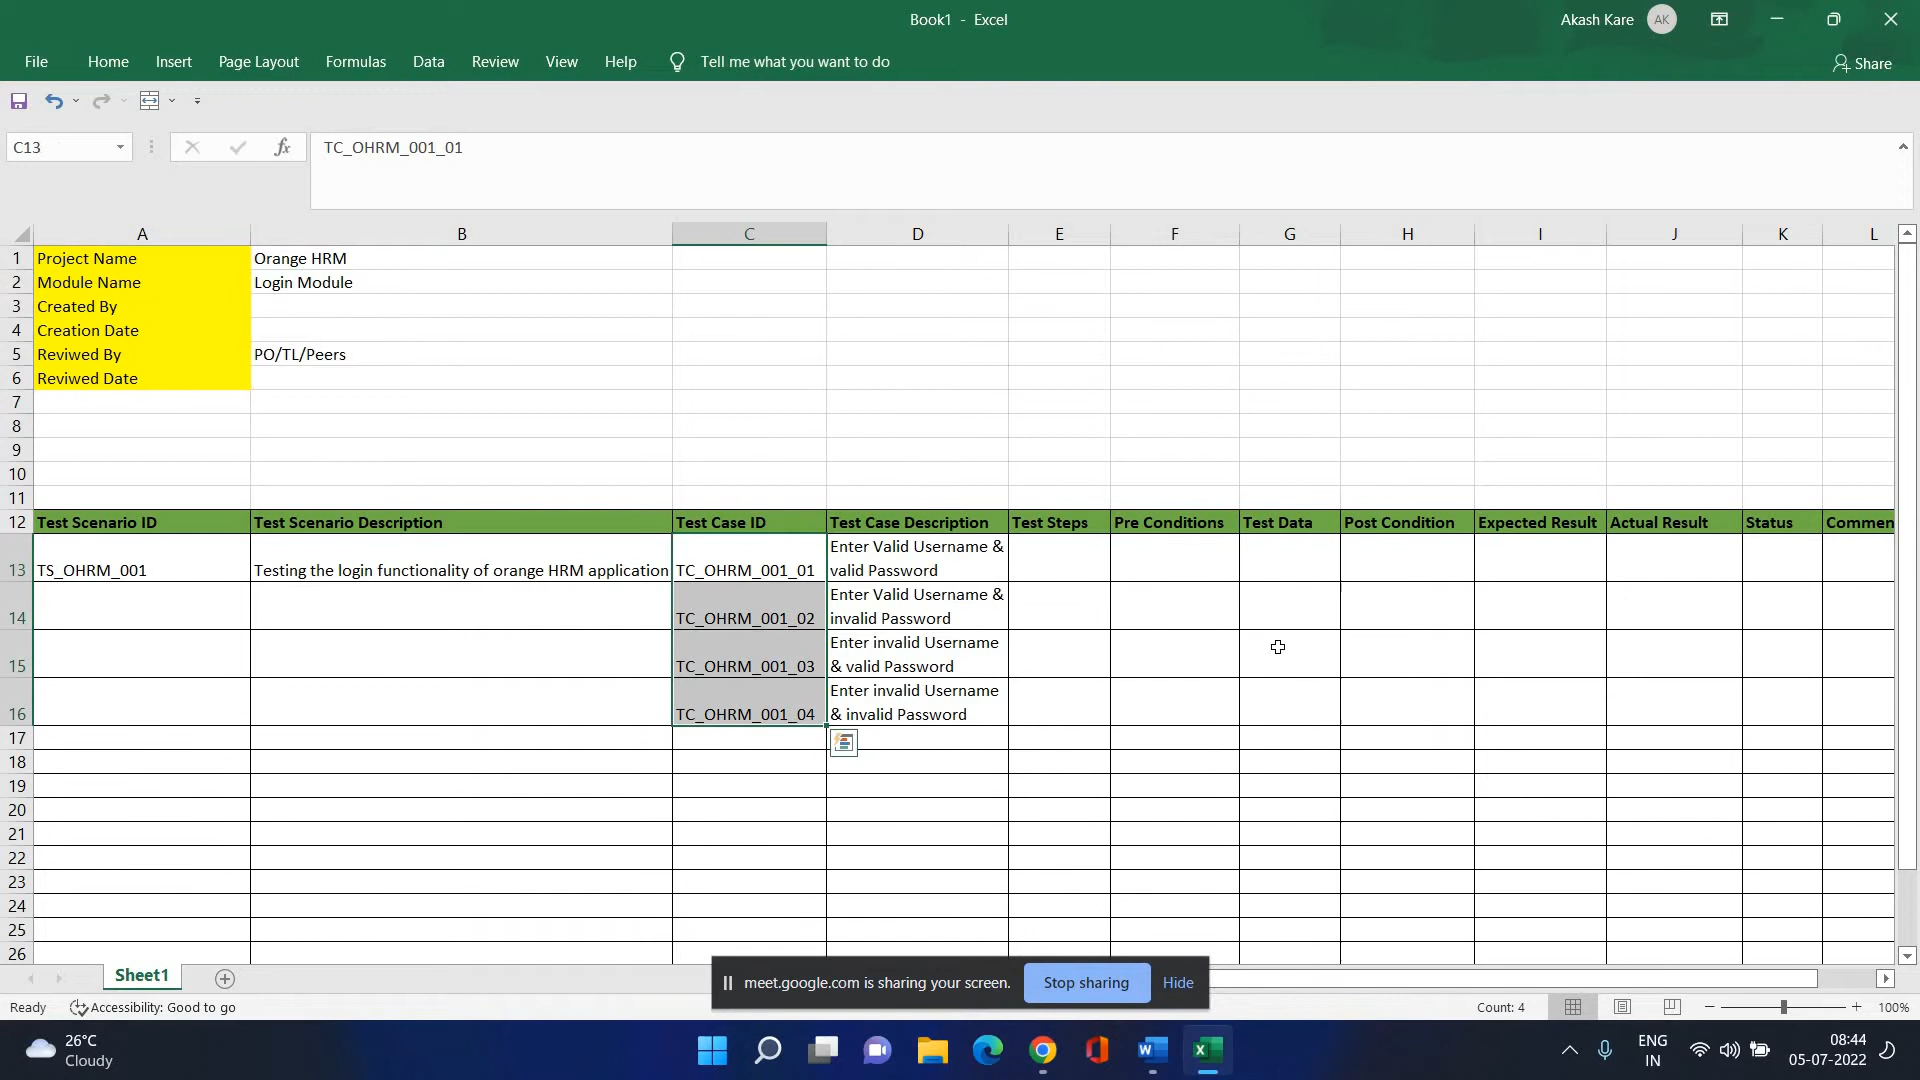 Book1 - Excel
Akash Kare AK
File Home Insert Page Layout Formulas Data Review View Help Tell me what you want to do Share
C13 fx TC_OHRM_001_01
A B C D E F G H I J K L
1 Project Name Orange HRM
2 Module Name Login Module
3 Created By
4 Creation Date
5 Reviwed By PO/TL/Peers
6 Reviwed Date
7
8
9
10
11
12 Test Scenario ID Test Scenario Description Test Case ID Test Case Description Test Steps Pre Conditions Test Data Post Condition Expected Result Actual Result Status Commen
Enter Valid Username &
13 TS_OHRM_001 Testing the login functionality of orange HRM application TC_OHRM_001_01 valid Password
Enter Valid Username &
14 TC_OHRM_001_02 invalid Password
Enter invalid Username
15 TC_OHRM_001_03 & valid Password
Enter invalid Username
16 TC_OHRM_001_04 & invalid Password
17
18
19
20
21
22
23
24
25
26
Sheet1
meet.google.com is sharing your screen. Stop sharing Hide
Ready Accessibility: Good to go Count: 4 100%
26°C
Cloudy
ENG
IN
08:44
05-07-2022